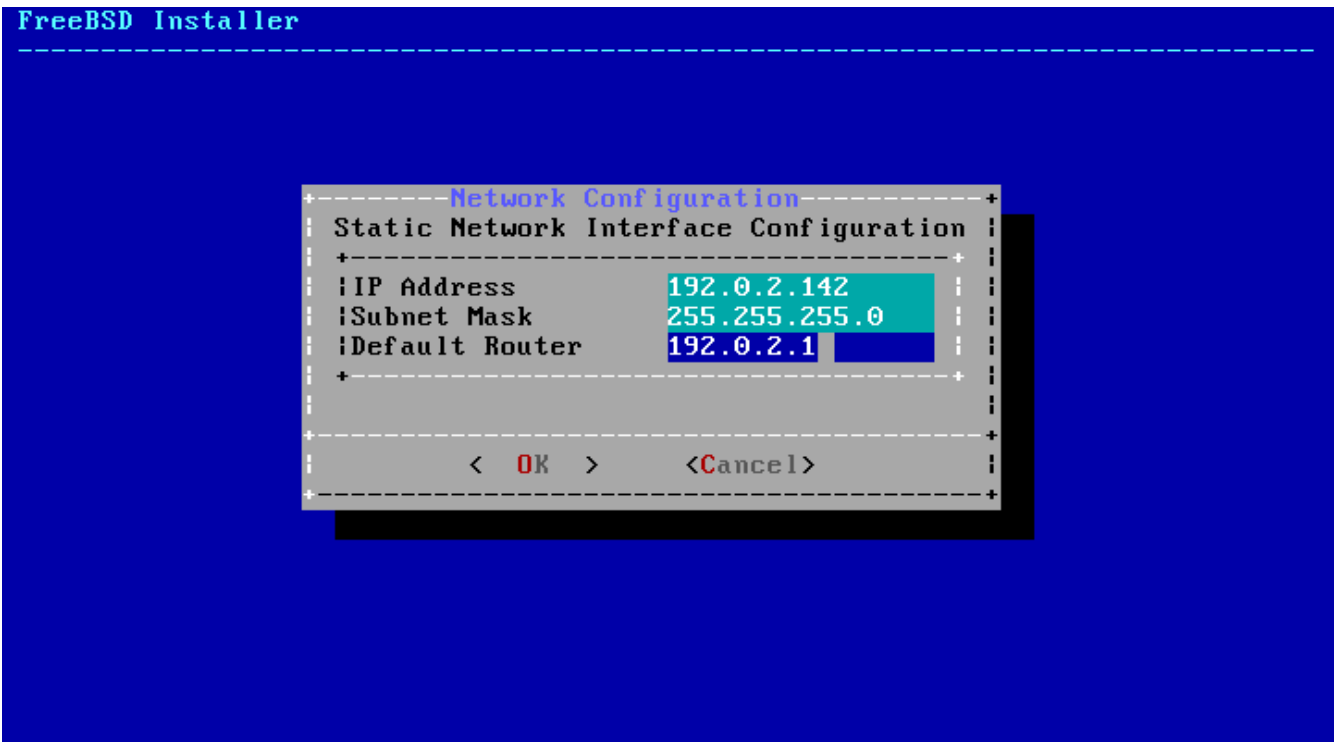 FreeBSD Installer
Network Configuration
Static Network Interface Configuration
IP Address 192.0.2.142
Subnet Mask 255.255.255.0
Default Router 192.0.2.1
< OK > <Cancel>